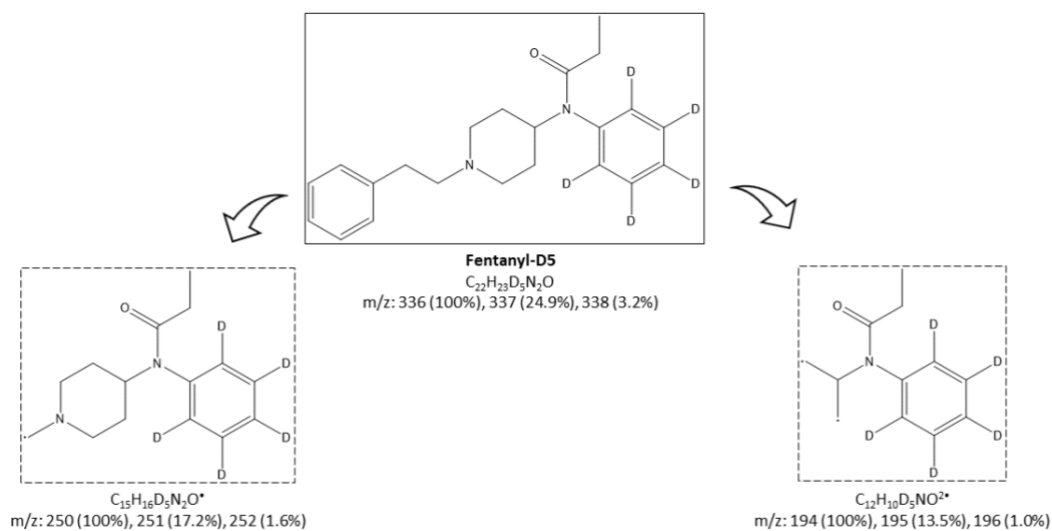 O
N
D
D
D
D
D
N
Fentanyl-D5
C₂₂H₂₃D₅N₂O
m/z: 336 (100%), 337 (24.9%), 338 (3.2%)
O
N
D
D
D
D
D
N
C₁₅H₁₆D₅N₂O•
m/z: 250 (100%), 251 (17.2%), 252 (1.6%)
O
N
D
D
D
D
D
C₁₂H₁₀D₅NO²•
m/z: 194 (100%), 195 (13.5%), 196 (1.0%)